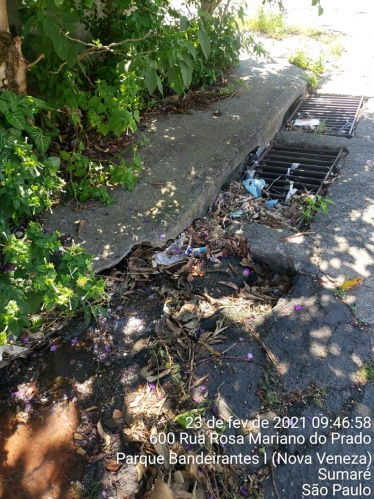 23 de fev de 2021 09:46:58
600 Rua Rosa Mariano do Prado
Parque Bandeirantes I (Nova Veneza)
Sumaré
São Paulo